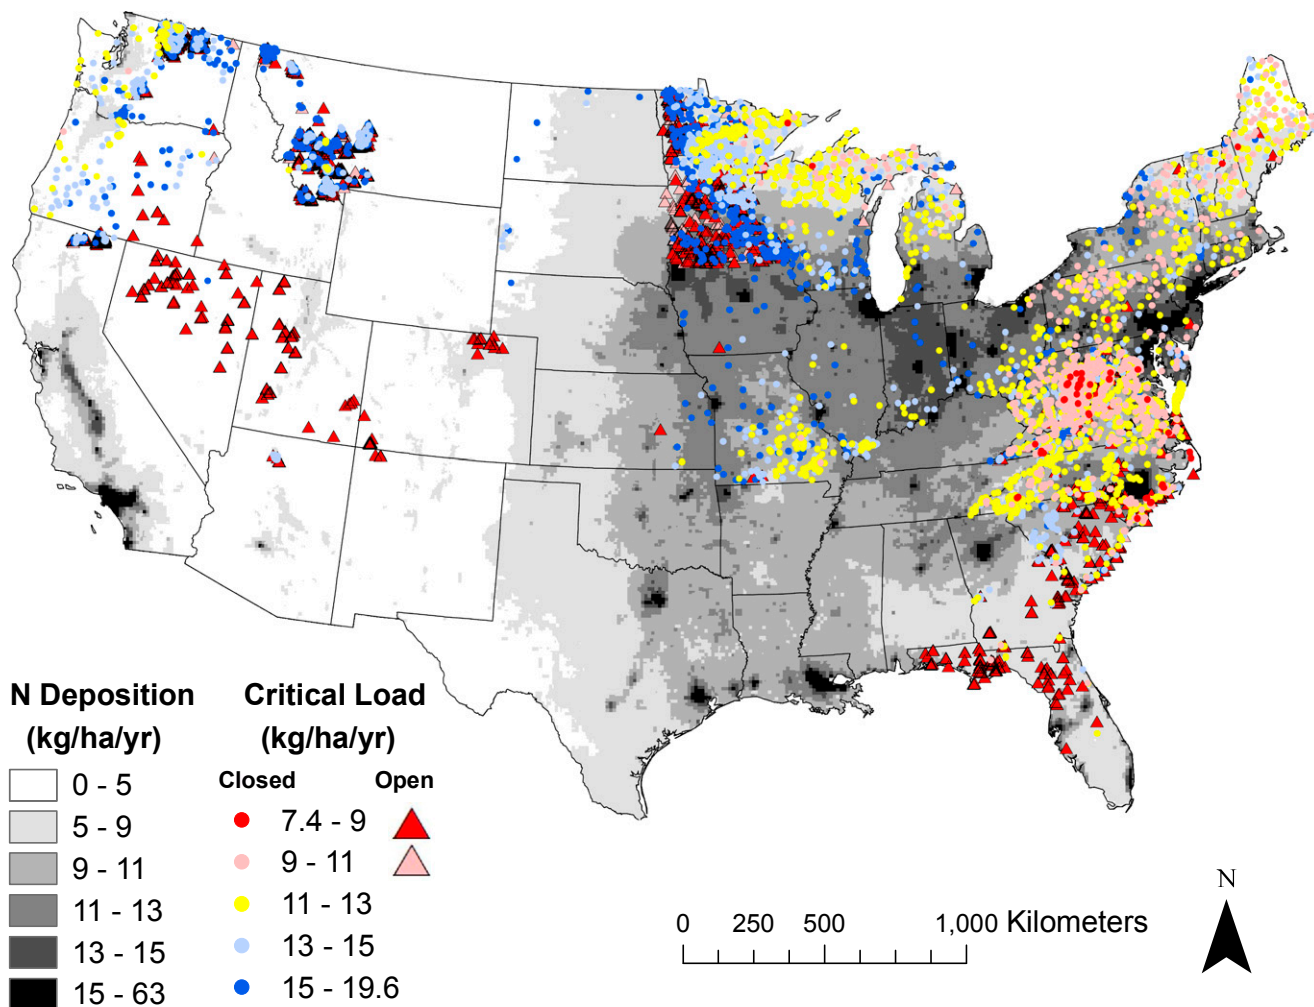 N Deposition
(kg/ha/yr)
0 - 5
5 - 9
9 - 11
11 - 13
13 - 15
15 - 63
Critical Load
(kg/ha/yr)
Closed Open
7.4 - 9
9 - 11
11 - 13
13 - 15
15 - 19.6
0 250 500 1,000 Kilometers
N